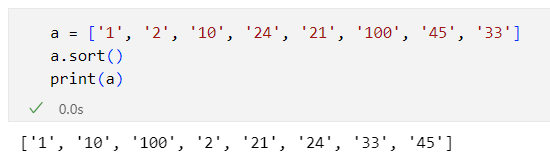 a = ['1', '2', '10', '24', '21', '100', '45', '33']
a.sort()
print(a)
0.0s
['1', '10', '100', '2', '21', '24', '33', '45']